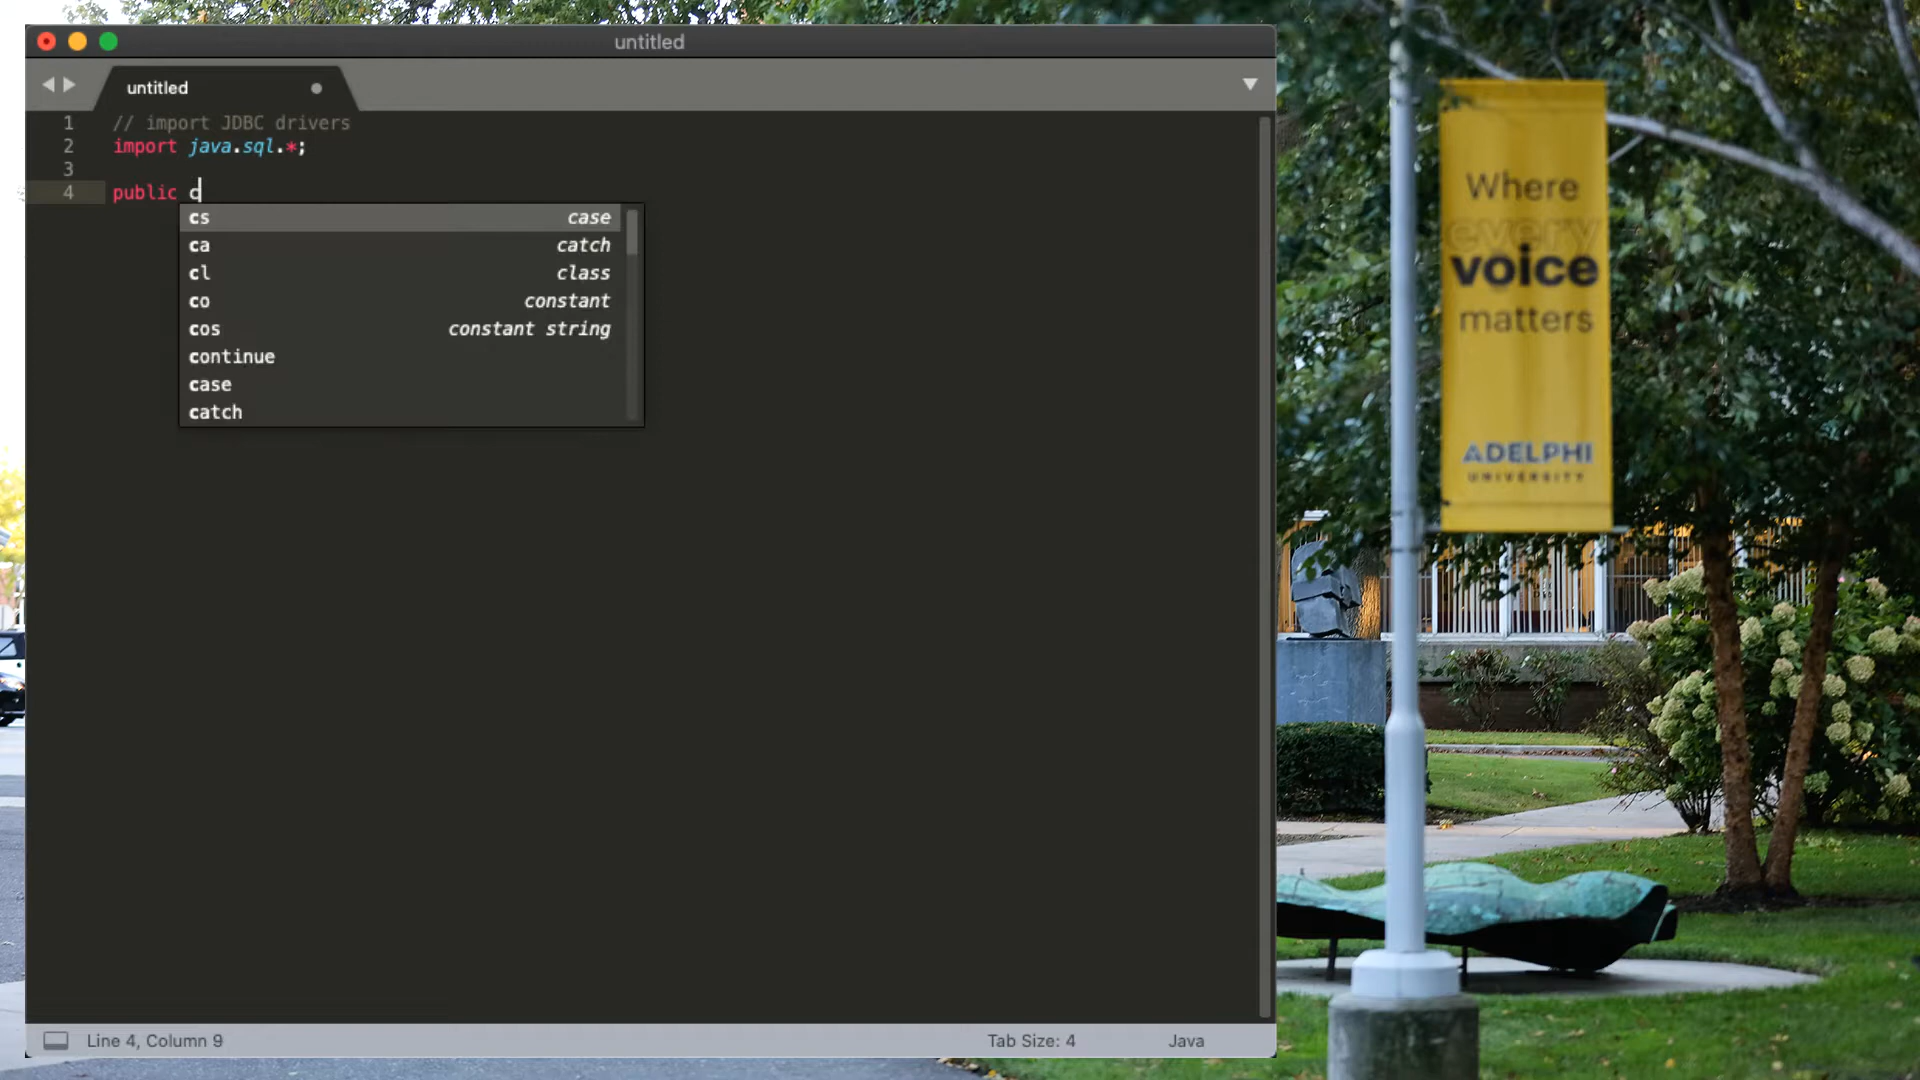 untitled
untitled
1 // import JDBC drivers
2 import java.sql.*;
3
4 public c
cs case
ca catch
cl class
co constant
cos constant string
continue
case
catch
Line 4, Column 9
Tab Size: 4
Java
Where
every
voice
matters
ADELPHI
UNIVERSITY